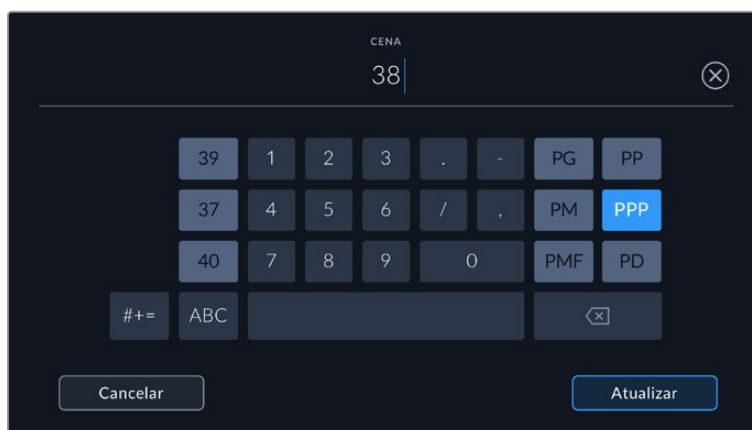 CENA
38
39 1 2 3 . - PG PP
37 4 5 6 / , PM PPP
40 7 8 9 0 PMF PD
#+= ABC
Cancelar Atualizar